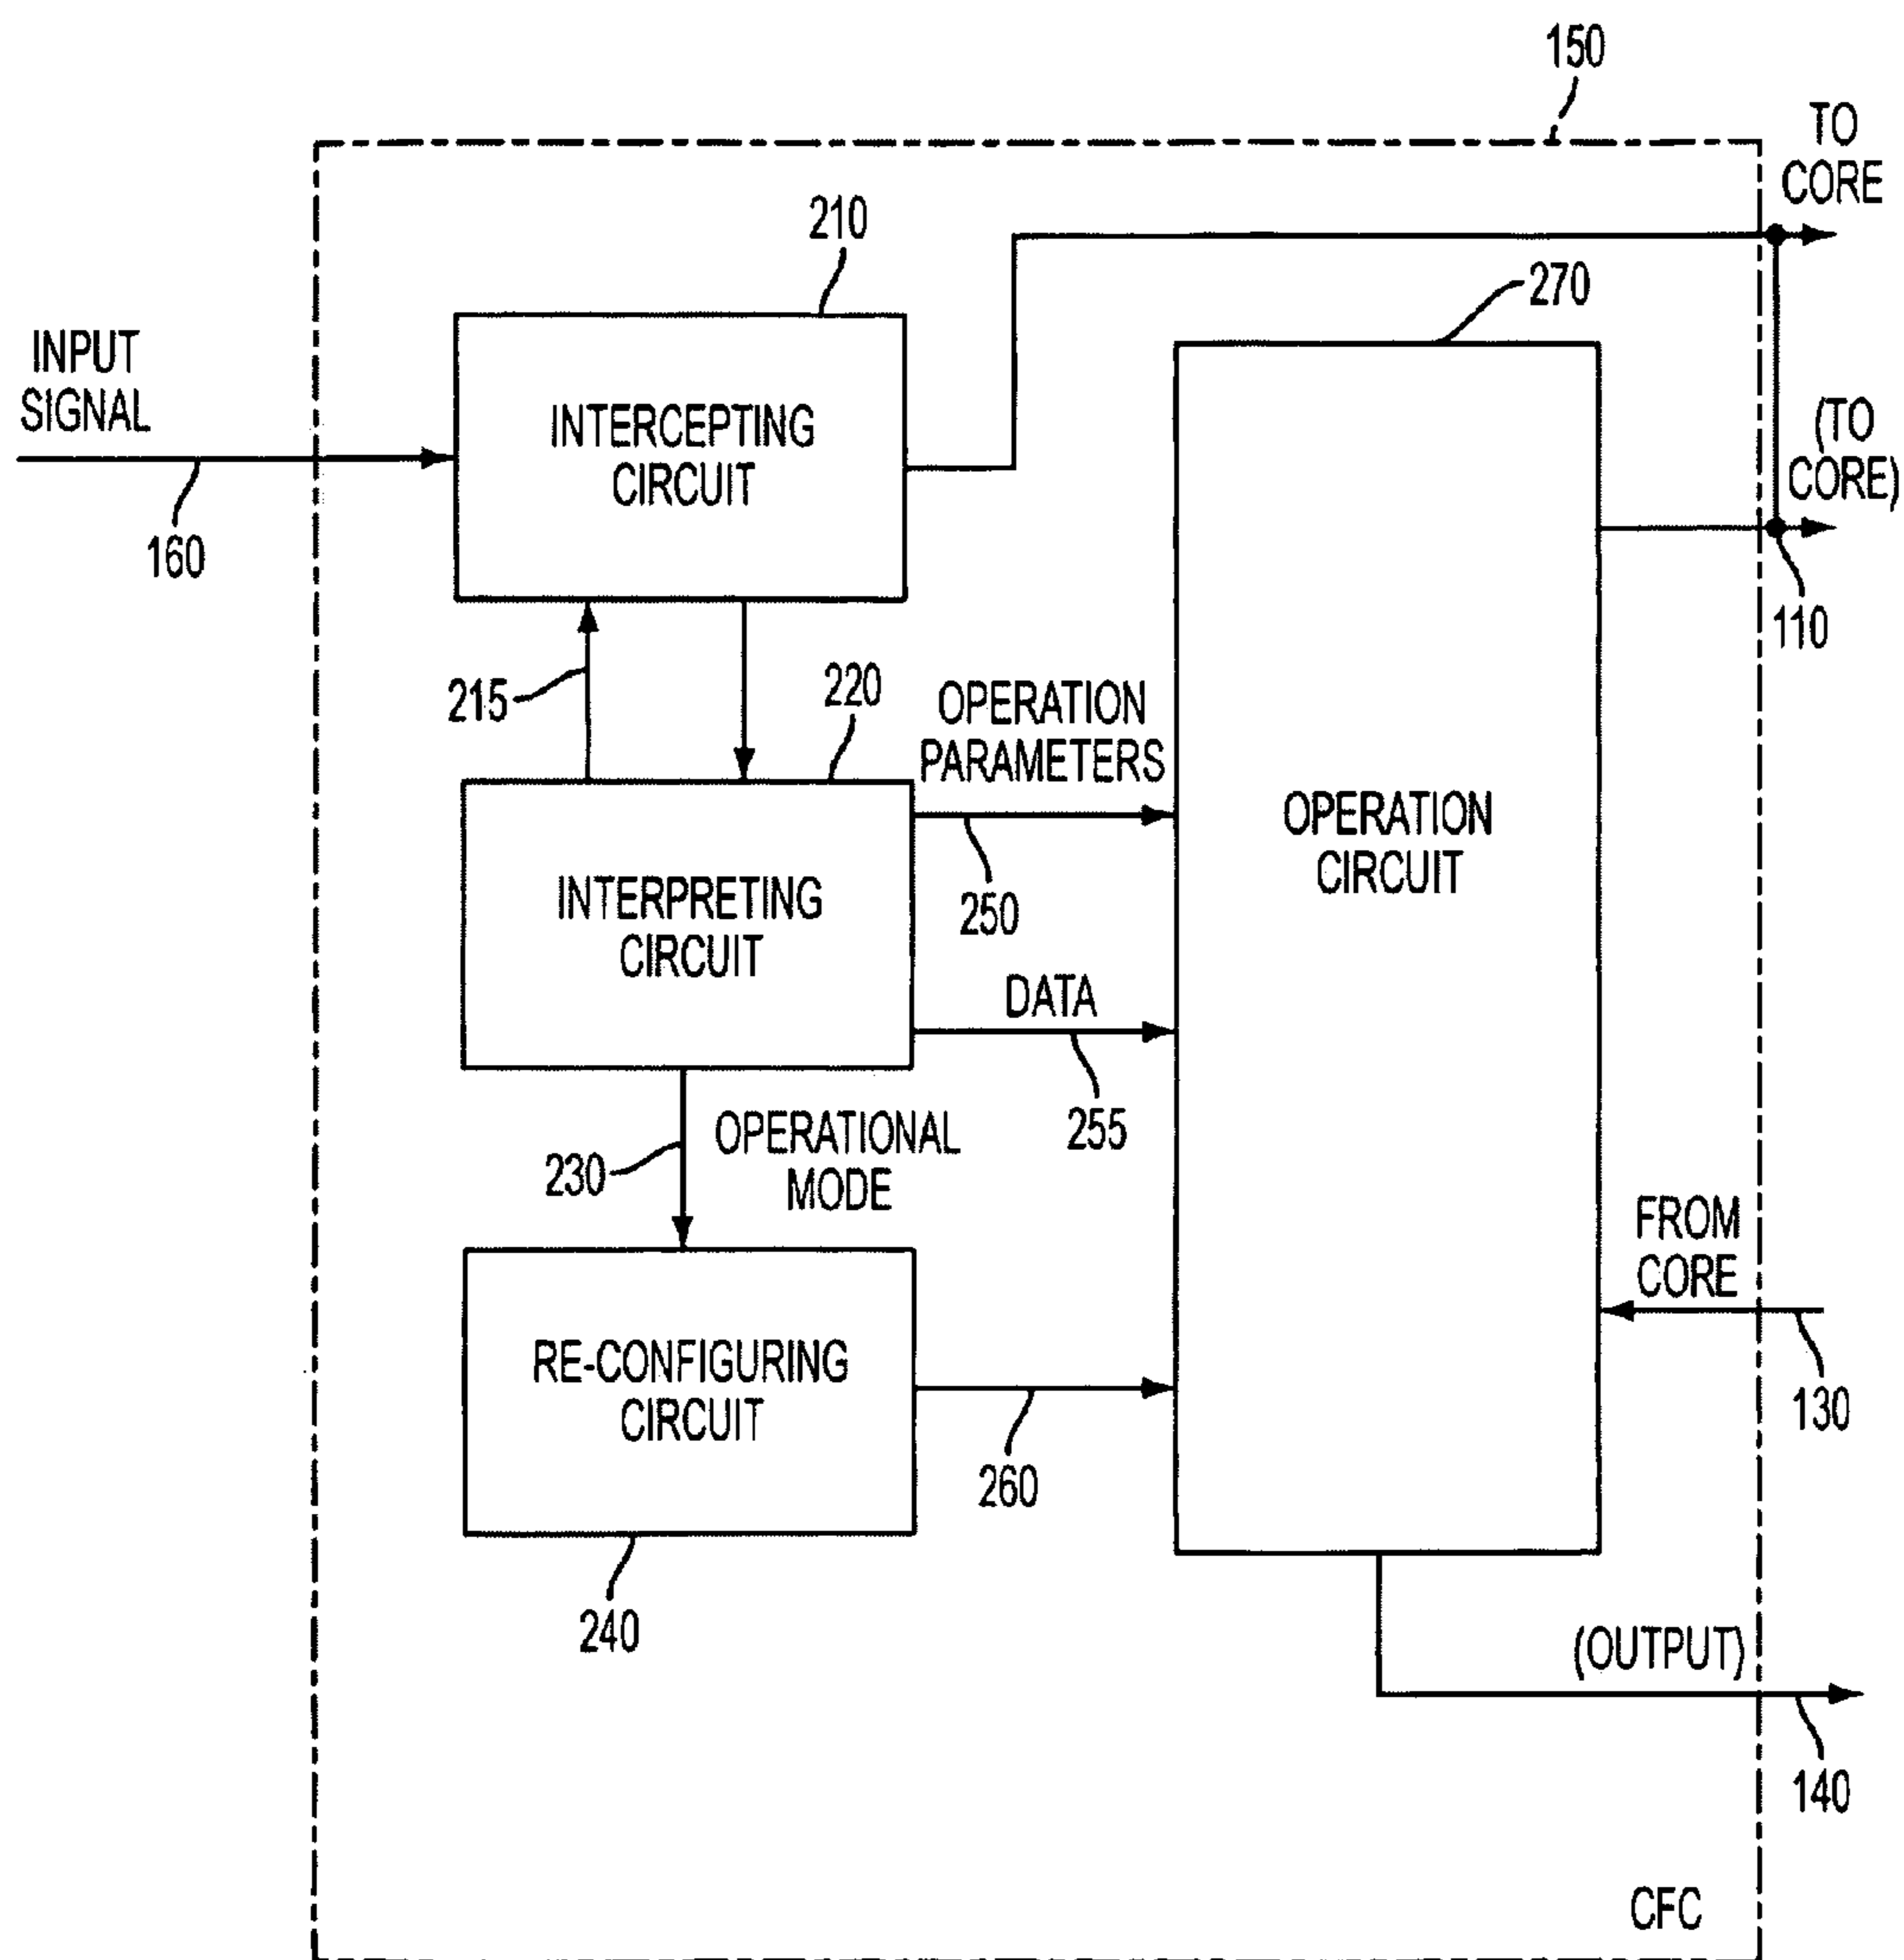 150
TO
CORE
210
270
INPUT
SIGNAL
INTERCEPTING
CIRCUIT
(TO
CORE)
160
110
215
220
OPERATION
PARAMETERS
OPERATION
CIRCUIT
INTERPRETING
CIRCUIT
250
DATA
255
230
OPERATIONAL
MODE
FROM
CORE
RE-CONFIGURING
CIRCUIT
260
130
240
(OUTPUT)
140
CFC